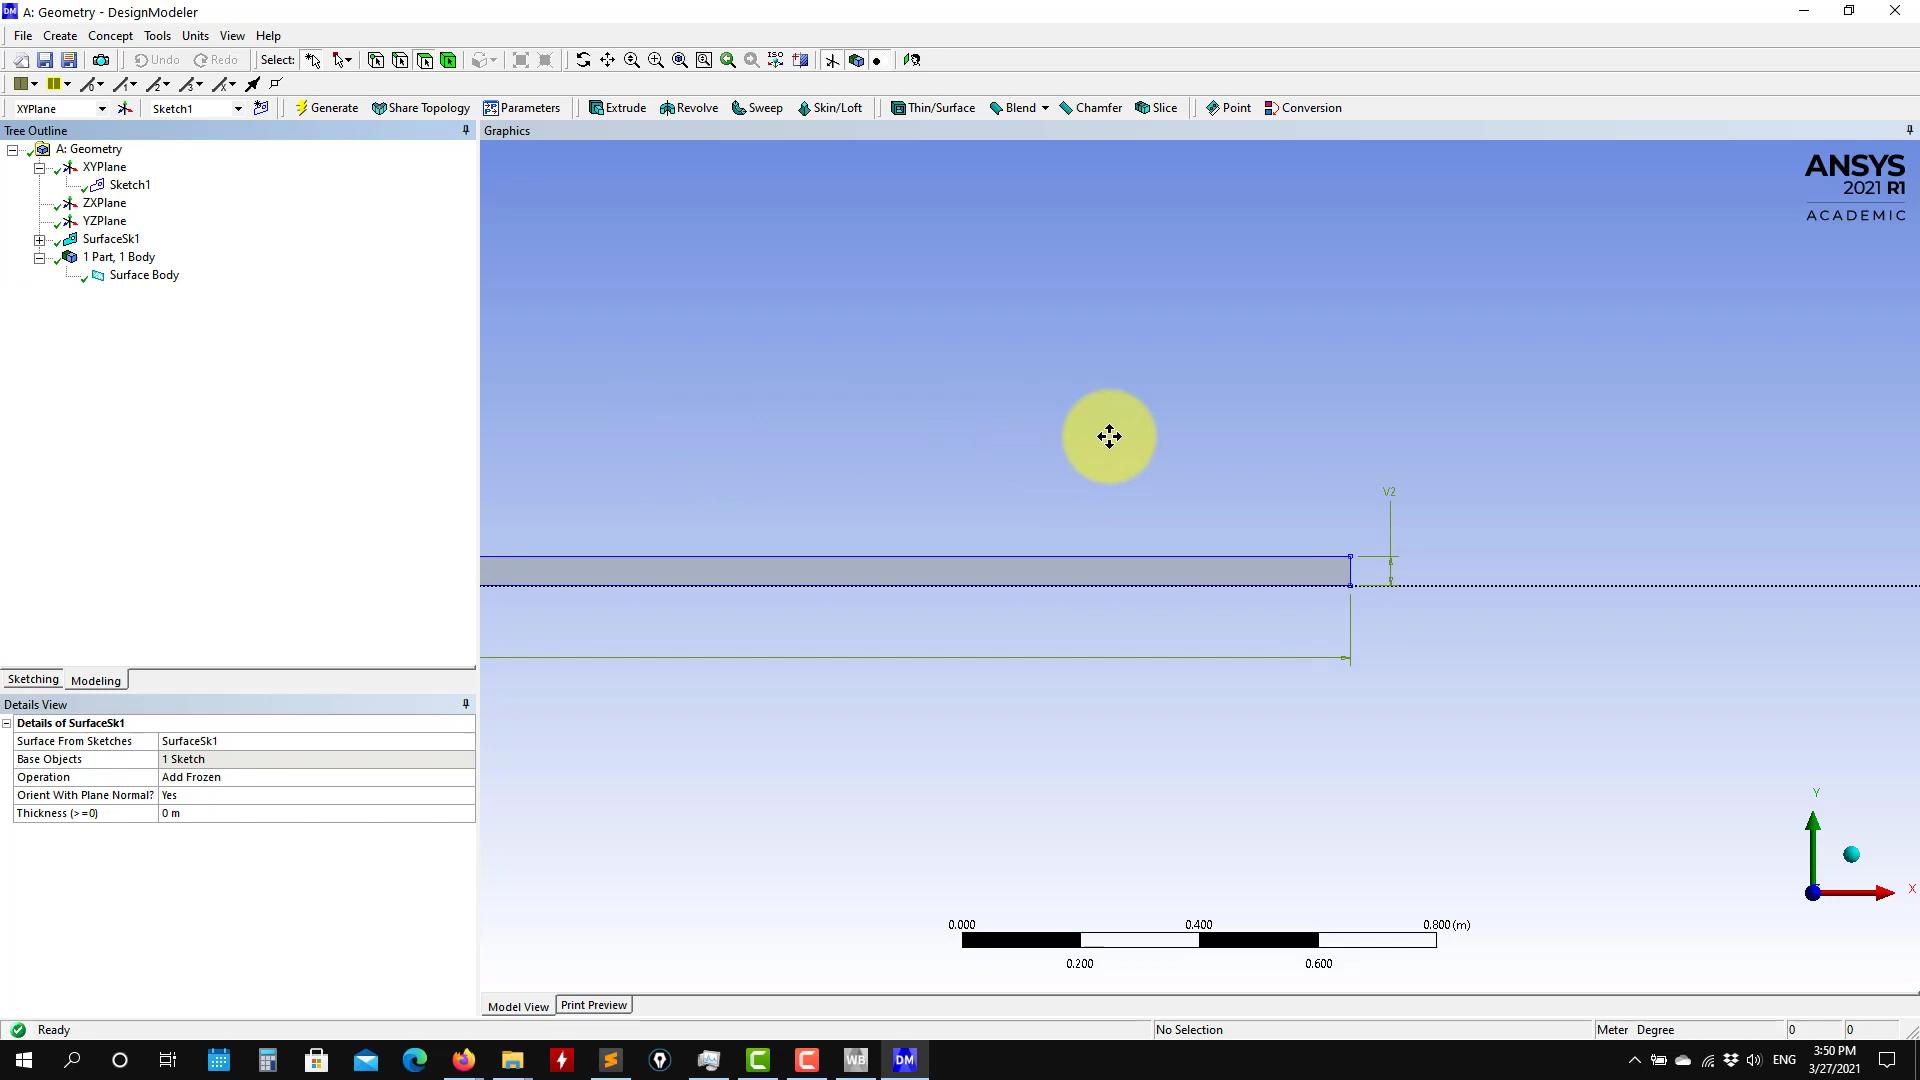 A: Geometry - DesignModeler
File Create Concept Tools Units View Help
Undo Redo Select: ISO
XYPlane Sketch1 Generate Share Topology Parameters Extrude Revolve Sweep Skin/Loft Thin/Surface Blend Chamfer Slice Point Conversion
Tree Outline
Graphics
A: Geometry
XYPlane
Sketch1
ZXPlane
YZPlane
SurfaceSk1
1 Part, 1 Body
Surface Body
ANSYS
2021 R1
ACADEMIC
V2
Sketching Modeling
Details View
Details of SurfaceSk1
Surface From Sketches SurfaceSk1
Base Objects 1 Sketch
Operation Add Frozen
Orient With Plane Normal? Yes
Thickness (>=0) 0 m
Y
X
0.000 0.400 0.800 (m)
0.200 0.600
Model View Print Preview
Ready No Selection Meter Degree 0 0
WB DM ENG
3:50 PM
3/27/2021